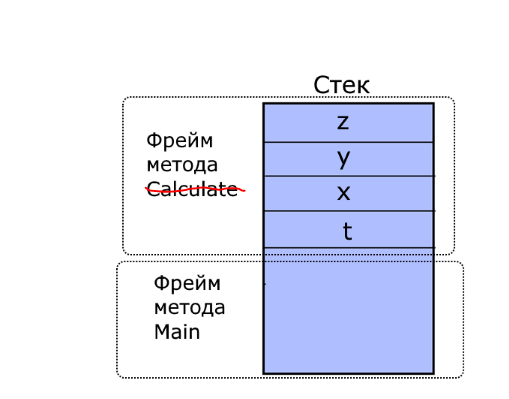 Стек
z
Фрейм
метода
Calculate
y
x
t
Фрейм
метода
Main